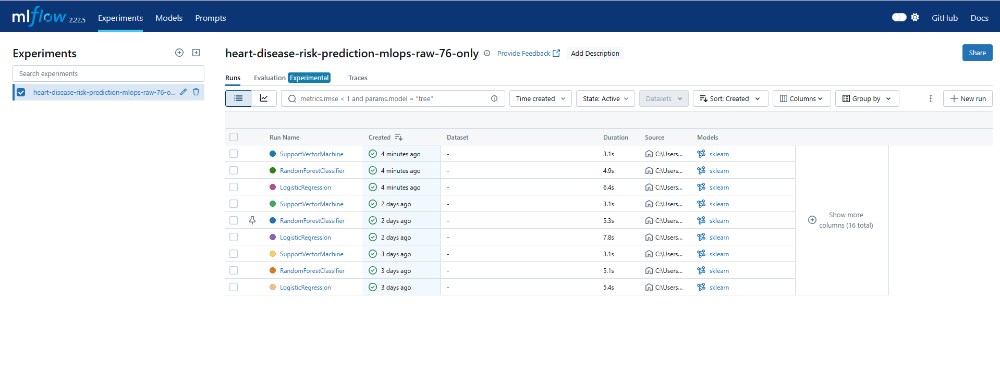 mlflow 2.22.5 Experiments Models Prompts GitHub Docs
Experiments
Search experiments
heart-disease-risk-prediction-mlops-raw-76-o...
heart-disease-risk-prediction-mlops-raw-76-only Provide Feedback Add Description Share
Runs Evaluation Experimental Traces
metrics.rmse < 1 and params.model = "tree" Time created State: Active Datasets Sort: Created Columns Group by New run
Run Name Created Dataset Duration Source Models
SupportVectorMachine 4 minutes ago - 3.1s C:\Users... sklearn
RandomForestClassifier 4 minutes ago - 4.9s C:\Users... sklearn
LogisticRegression 4 minutes ago - 6.4s C:\Users... sklearn
SupportVectorMachine 2 days ago - 3.1s C:\Users... sklearn
RandomForestClassifier 2 days ago - 5.3s C:\Users... sklearn
LogisticRegression 2 days ago - 7.8s C:\Users... sklearn
SupportVectorMachine 3 days ago - 3.1s C:\Users... sklearn
RandomForestClassifier 3 days ago - 5.1s C:\Users... sklearn
LogisticRegression 3 days ago - 5.4s C:\Users... sklearn
Show more
columns (16 total)